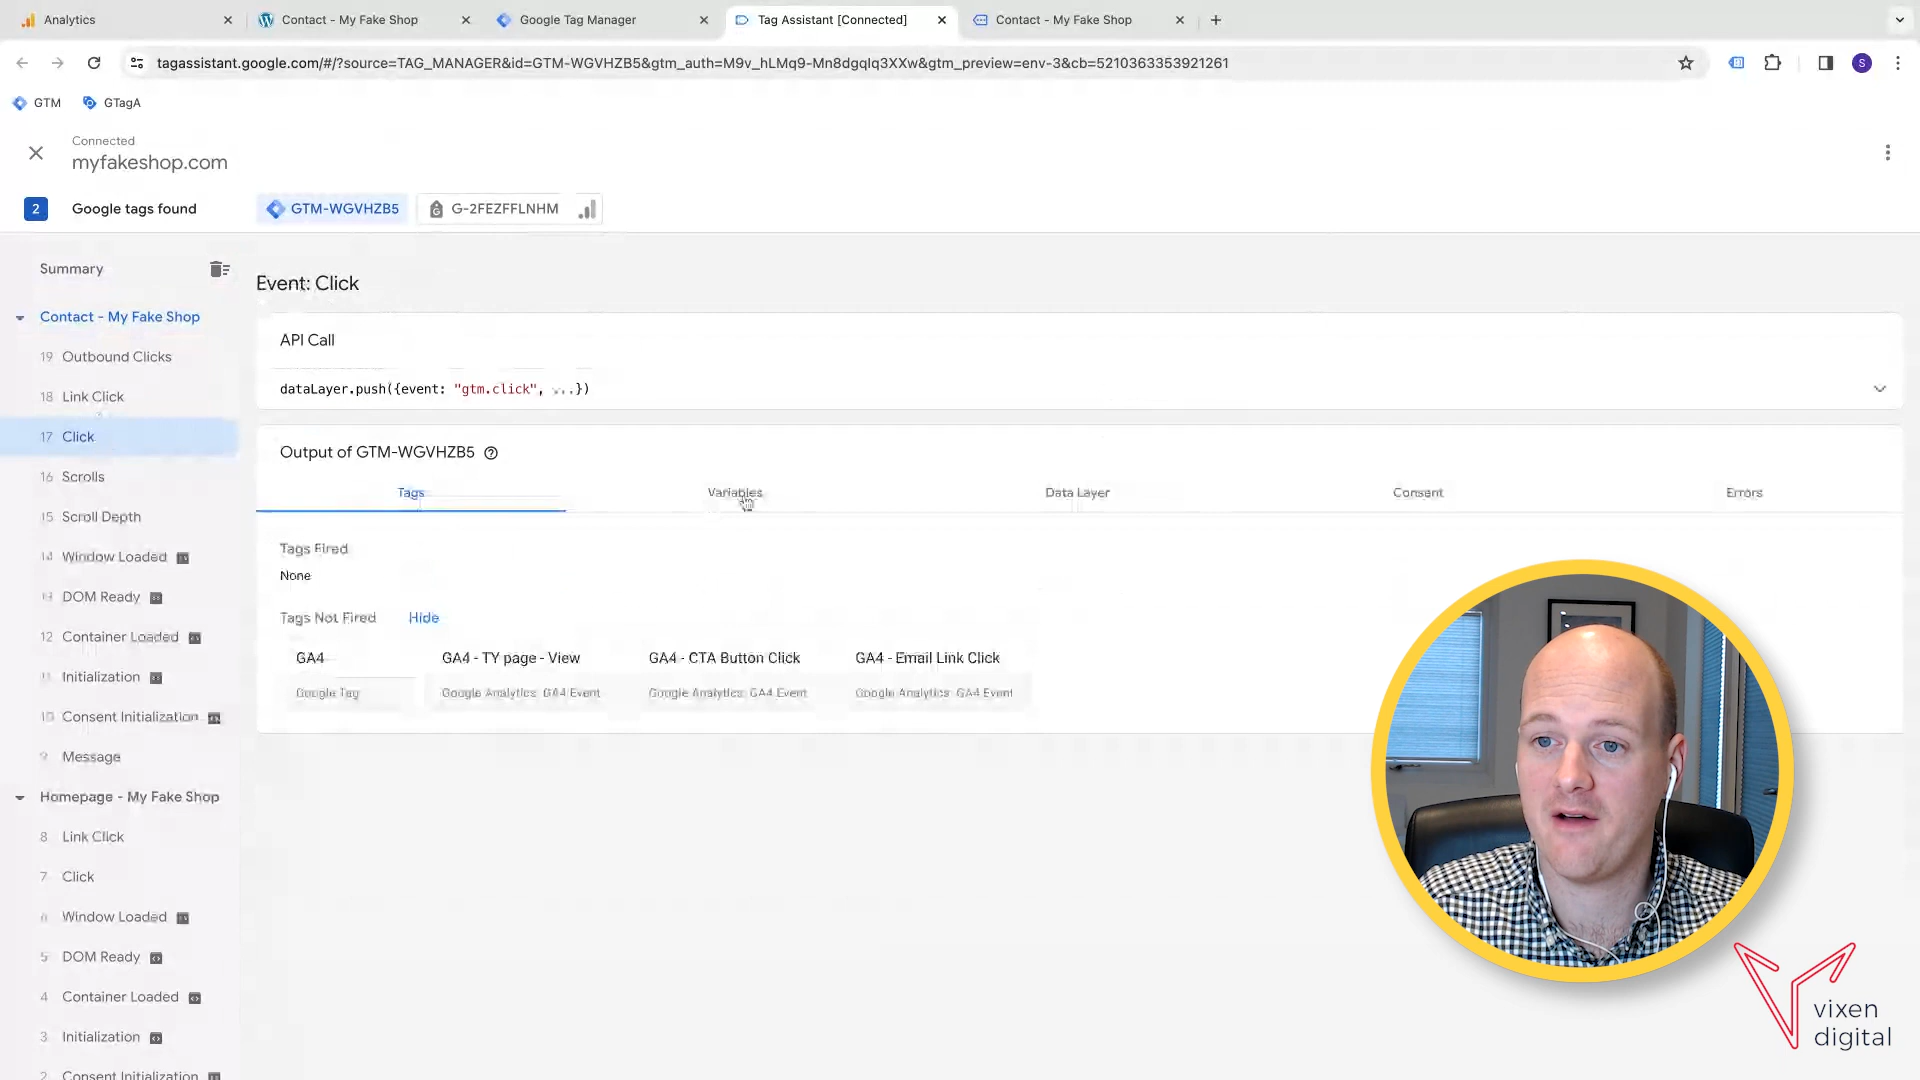 Analytics
Contact - My Fake Shop
Google Tag Manager
Tag Assistant [Connected]
Contact - My Fake Shop
tagassistant.google.com/#/?source=TAG_MANAGER&id=GTM-WGVHZB5&gtm_auth=M9v_hLMq9-Mn8dgqIq3XXw&gtm_preview=env-3&cb=5210363353921261
S
GTM
GTagA
Connected
myfakeshop.com
2
Google tags found
GTM-WGVHZB5
G-2FEZFFLNHM
Summary
Contact - My Fake Shop
19 Outbound Clicks
18 Link Click
17 Click
16 Scrolls
15 Scroll Depth
14 Window Loaded
13 DOM Ready
12 Container Loaded
11 Initialization
10 Consent Initialization
9 Message
Homepage - My Fake Shop
8 Link Click
7 Click
6 Window Loaded
5 DOM Ready
4 Container Loaded
3 Initialization
2 Consent Initialization
Event: Click
API Call
dataLayer.push({event: "gtm.click", ...})
Output of GTM-WGVHZB5
Tags
Variables
Data Layer
Consent
Errors
Tags Fired
None
Tags Not Fired
Hide
GA4
Google Tag
GA4 - TY page - View
Google Analytics: GA4 Event
GA4 - CTA Button Click
Google Analytics: GA4 Event
GA4 - Email Link Click
Google Analytics: GA4 Event
vixen
digital